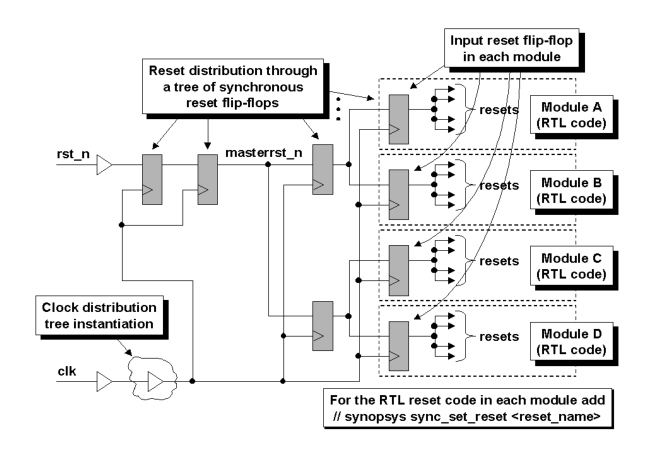 Input reset flip-flop
in each module
Reset distribution through
a tree of synchronous
reset flip-flops
resets
Module A
(RTL code)
rst_n
masterrst_n
resets
Module B
(RTL code)
resets
Module C
(RTL code)
Clock distribution
tree instantiation
resets
Module D
(RTL code)
clk
For the RTL reset code in each module add
// synopsys sync_set_reset <reset_name>